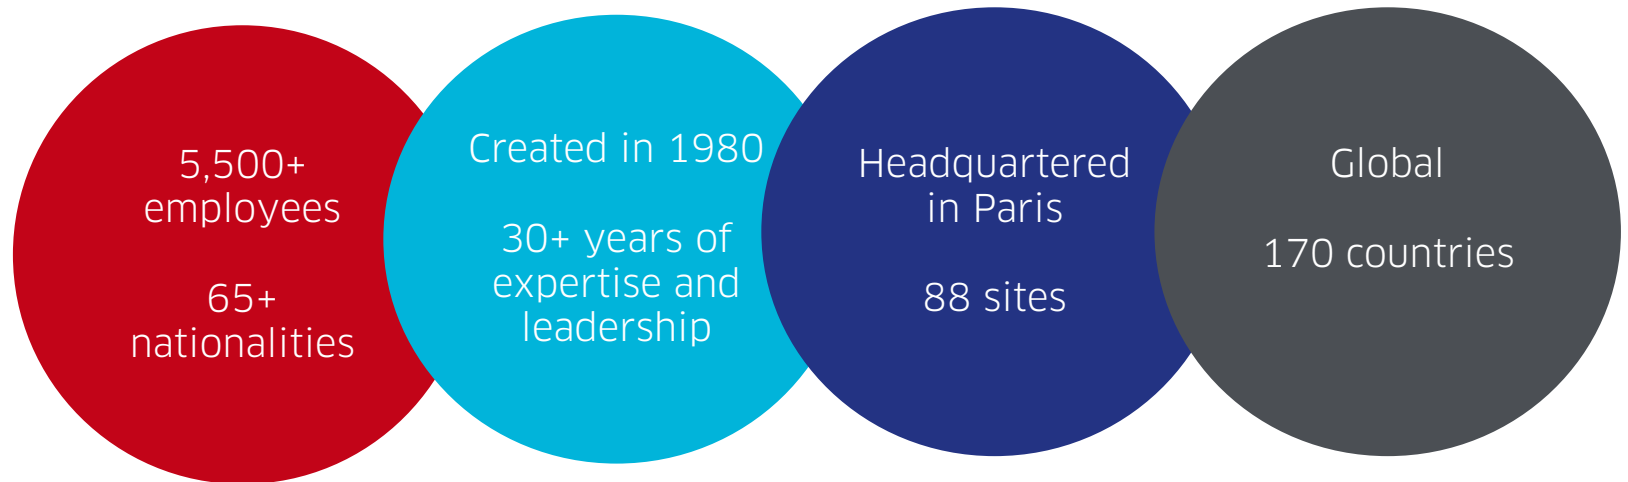 5,500+
employees
65+
nationalities
Created in 1980
30+ years of
expertise and
leadership
Headquartered
in Paris
88 sites
Global
170 countries